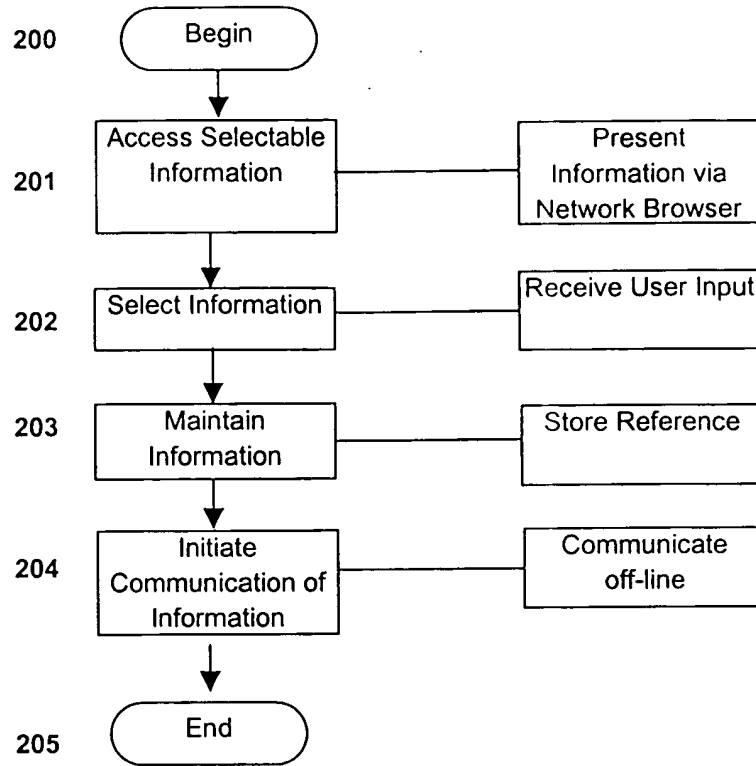 200
Begin
201
Access Selectable
Information
Present
Information via
Network Browser
202
Select Information
Receive User Input
203
Maintain
Information
Store Reference
204
Initiate
Communication of
Information
Communicate
off-line
End
205